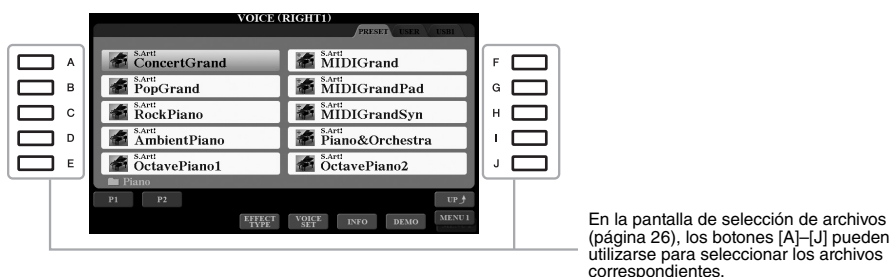 VOICE (RIGHT1)
PRESET USER USB1
A S.Art! ConcertGrand S.Art! MIDIGrand F
B S.Art! PopGrand S.Art! MIDIGrandPad G
C S.Art! RockPiano S.Art! MIDIGrandSyn H
D S.Art! AmbientPiano S.Art! Piano&Orchestra I
E S.Art! OctavePiano1 S.Art! OctavePiano2 J
Piano
P1 P2 UP
EFFECT TYPE VOICE SET INFO DEMO MENU 1
En la pantalla de selección de archivos
(página 26), los botones [A]–[J] pueden
utilizarse para seleccionar los archivos
correspondientes.